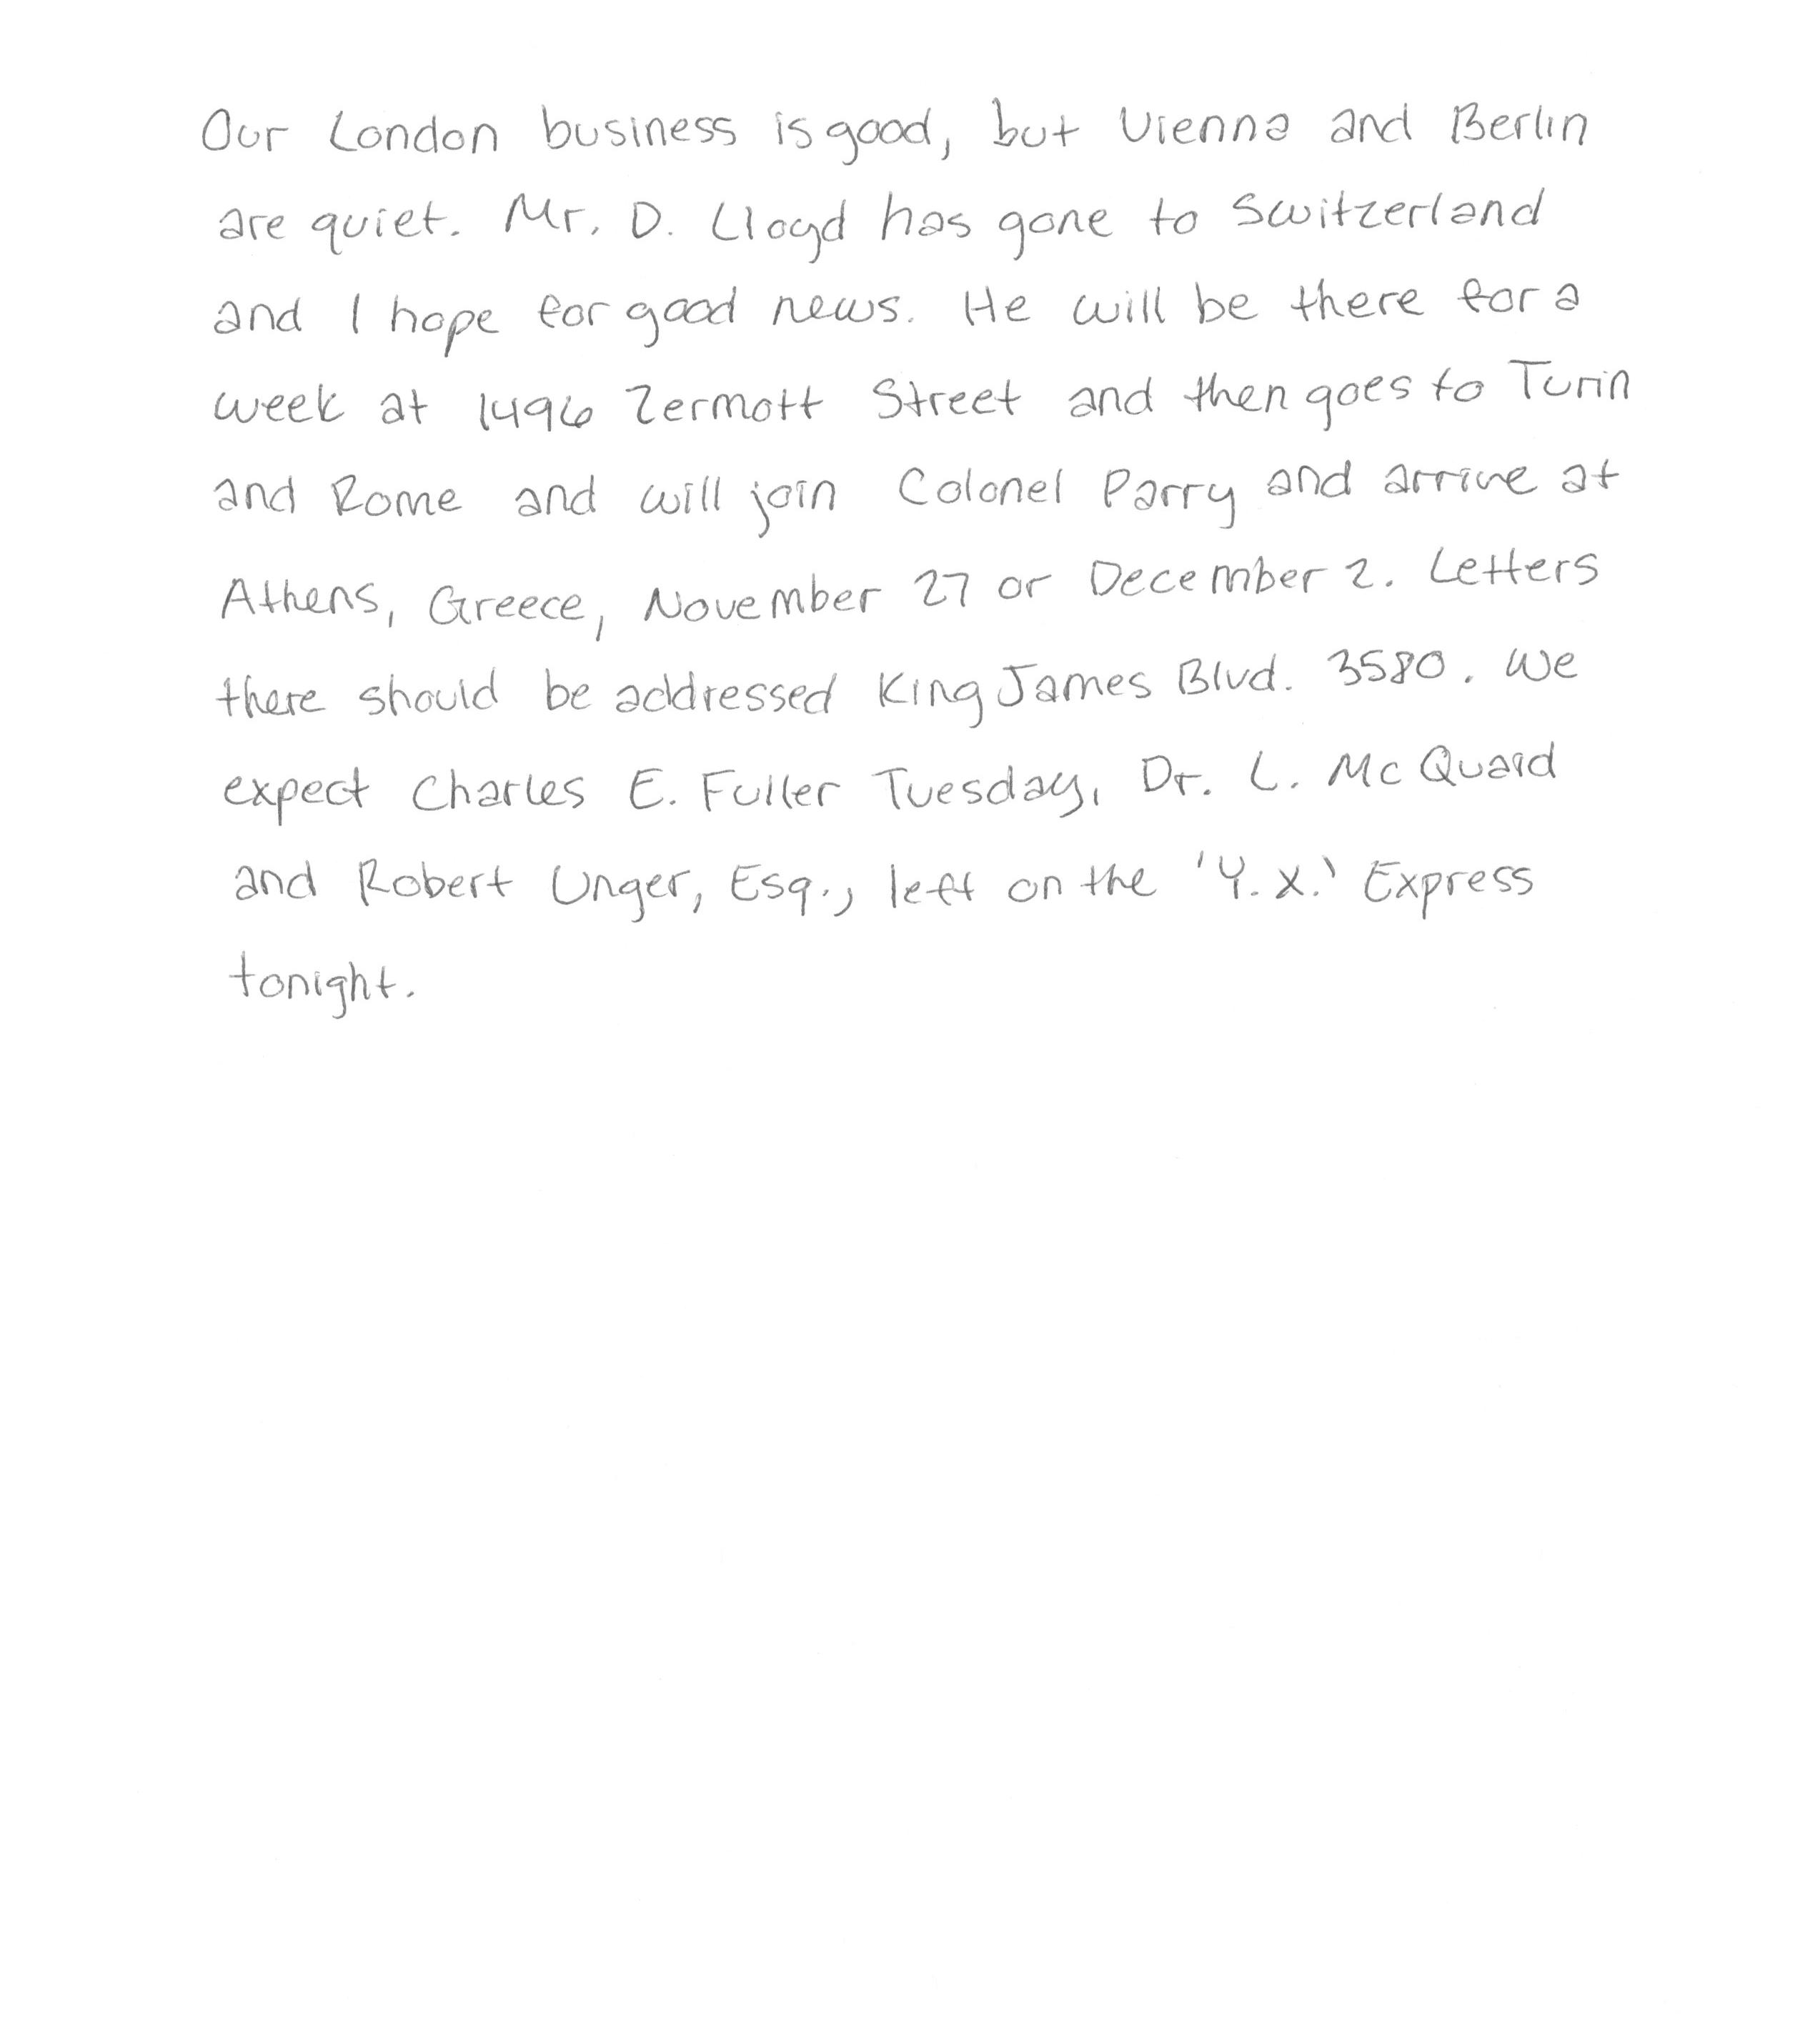 Our London business is good, but Vienna and Berlin
are quiet. Mr. D. Lloyd has gone to Switzerland
and I hope for good news. He will be there for a
week at 1496 Zermott Street and then goes to Turin
and Rome and will join Colonel Parry and arrive at
Athens, Greece, November 27 or December 2. Letters
there should be addressed King James Blvd. 3580. We
expect Charles E. Fuller Tuesday, Dr. L. McQuaid
and Robert Unger, Esq., left on the 'Y.X.' Express
tonight.